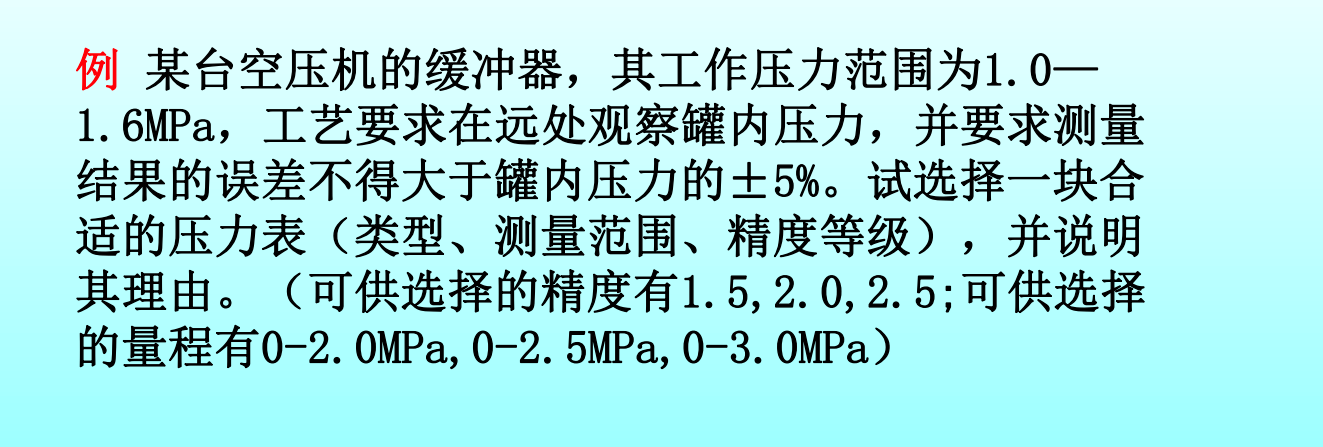 例 某台空压机的缓冲器，其工作压力范围为1.0—
1.6MPa，工艺要求在远处观察罐内压力，并要求测量
结果的误差不得大于罐内压力的±5%。试选择一块合
适的压力表（类型、测量范围、精度等级），并说明
其理由。（可供选择的精度有1.5,2.0,2.5;可供选择
的量程有0-2.0MPa,0-2.5MPa,0-3.0MPa）